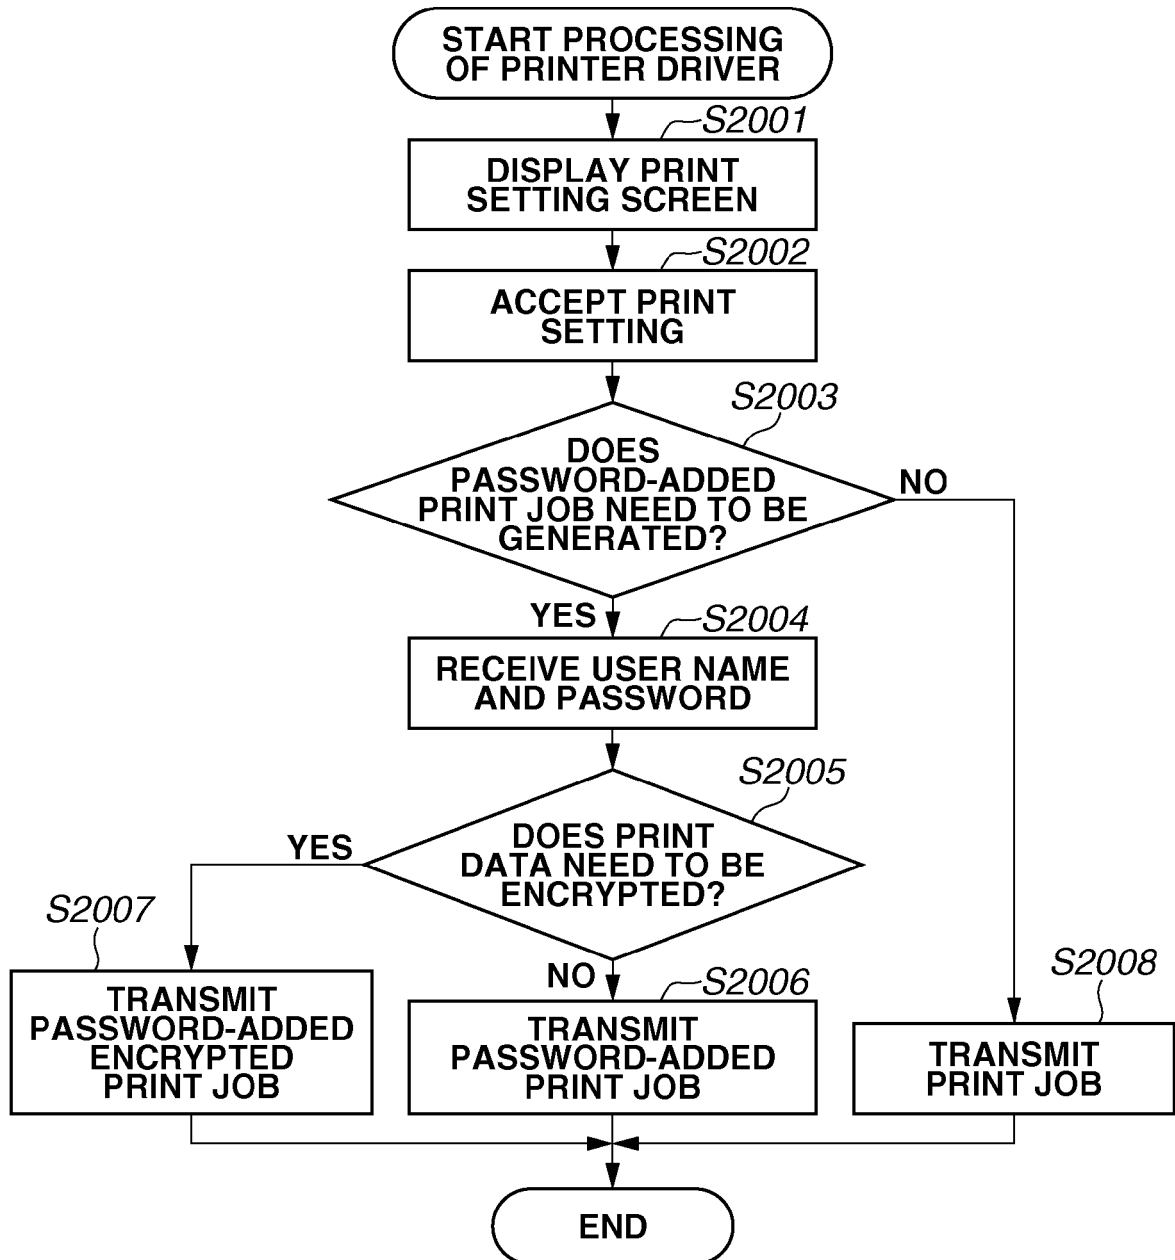 START PROCESSING
OF PRINTER DRIVER
S2001
DISPLAY PRINT
SETTING SCREEN
S2002
ACCEPT PRINT
SETTING
S2003
DOES
PASSWORD-ADDED
PRINT JOB NEED TO BE
GENERATED?
NO
YES
S2004
RECEIVE USER NAME
AND PASSWORD
S2005
DOES PRINT
DATA NEED TO BE
ENCRYPTED?
YES
NO
S2007
TRANSMIT
PASSWORD-ADDED
ENCRYPTED
PRINT JOB
S2006
TRANSMIT
PASSWORD-ADDED
PRINT JOB
S2008
TRANSMIT
PRINT JOB
END